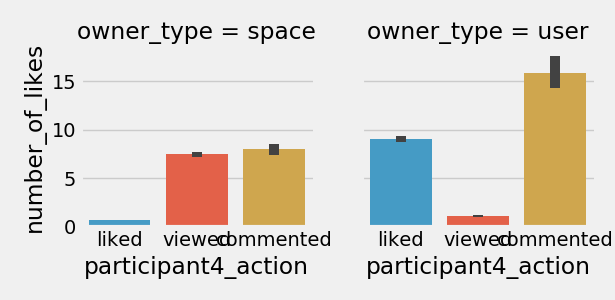 owner_type = space
owner_type = user
number_of_likes
15
10
5
0
liked viewed commented
liked viewed commented
participant4_action
participant4_action